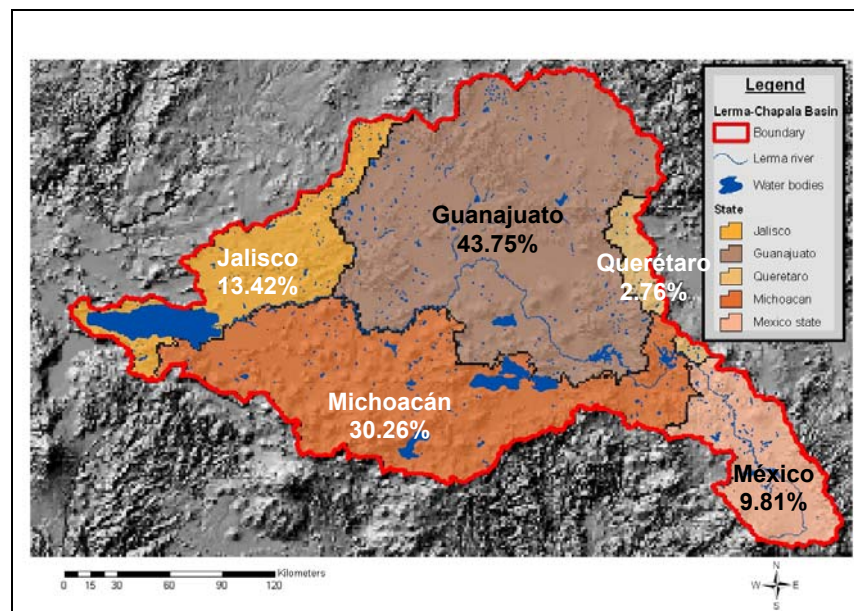 Legend
Lerma-Chapala Basin
Boundary
Lerma river
Water bodies
State
Jalisco
Guanajuato
Queretaro
Michoacan
Mexico state
Guanajuato
43.75%
Jalisco
13.42%
Querétaro
2.76%
Michoacán
30.26%
México
9.81%
Kilometers
0 15 30 60 90 120
N
W E
S